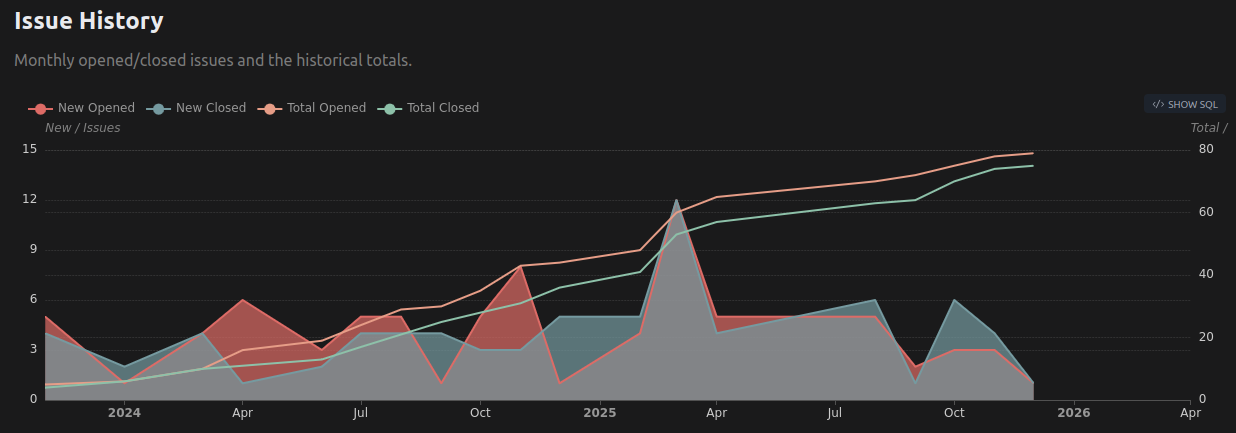 Issue History
Monthly opened/closed issues and the historical totals.
New Opened New Closed Total Opened Total Closed
</> SHOW SQL
New / Issues
Total /
15
12
9
6
3
0
80
60
40
20
0
2024 Apr Jul Oct 2025 Apr Jul Oct 2026 Apr